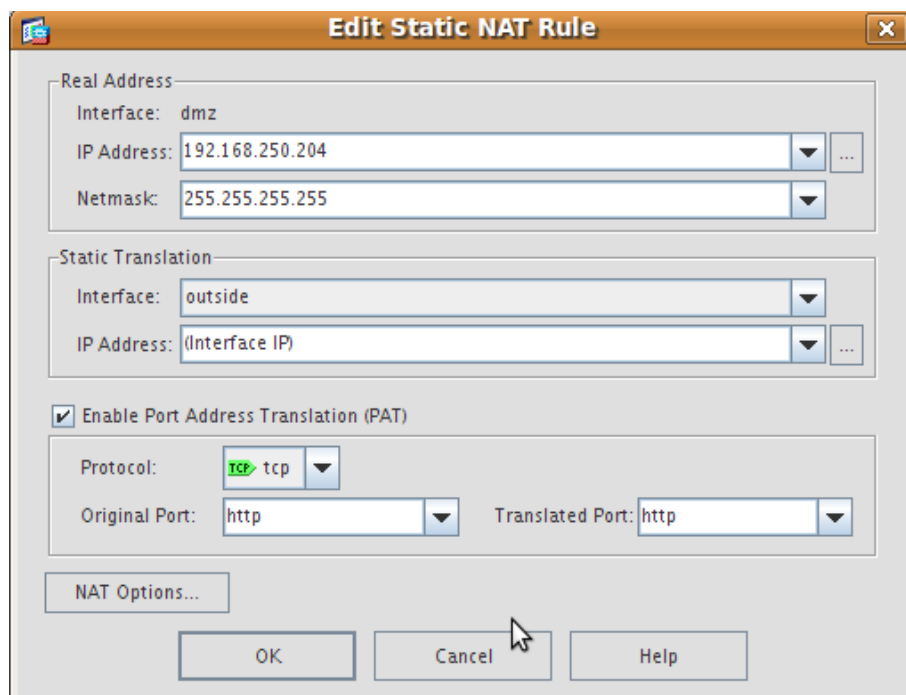 Edit Static NAT Rule
Real Address
Interface: dmz
IP Address: 192.168.250.204 ...
Netmask: 255.255.255.255
Static Translation
Interface: outside
IP Address: (Interface IP) ...
Enable Port Address Translation (PAT)
Protocol: TCP tcp
Original Port: http Translated Port: http
NAT Options...
OK Cancel Help